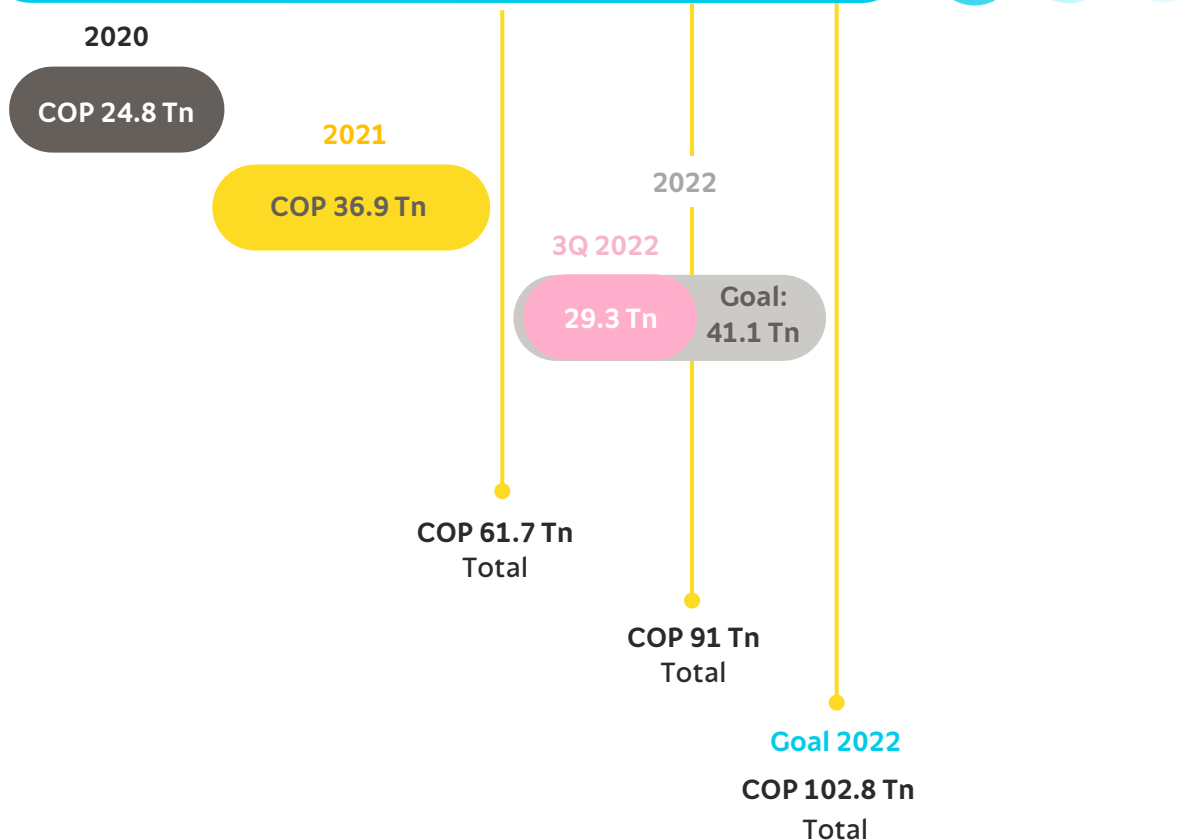 2020
COP 24.8 Tn
2021
COP 36.9 Tn
2022
3Q 2022
29.3 Tn
Goal:
41.1 Tn
COP 61.7 Tn
Total
COP 91 Tn
Total
Goal 2022
COP 102.8 Tn
Total